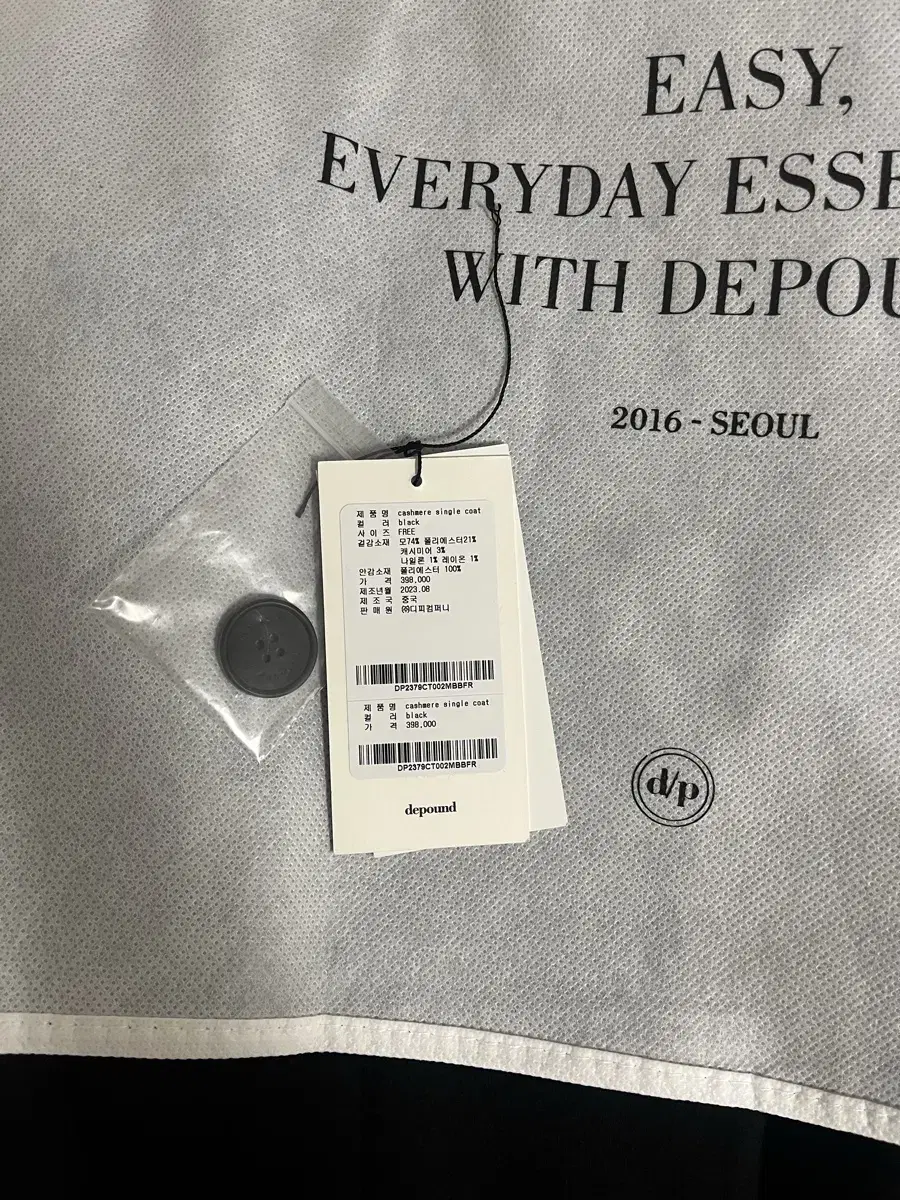 EASY,
EVERYDAY ESSE
WITH DEPOU
2016 - SEOUL
제 품 명 cashmere single coat
컬 러 black
사 이 즈 FREE
겉감소재 모74% 폴리에스터21%
캐시미어 3%
나일론 1% 레이온 1%
안감소재 폴리에스터 100%
가 격 398,000
제조년월 2023.08
제 조 국 중국
판 매 원 ㈜디피컴퍼니
DP2379CT002MBBFR
제 품 명 cashmere single coat
컬 러 black
가 격 398,000
DP2379CT002MBBFR
depound
d/p